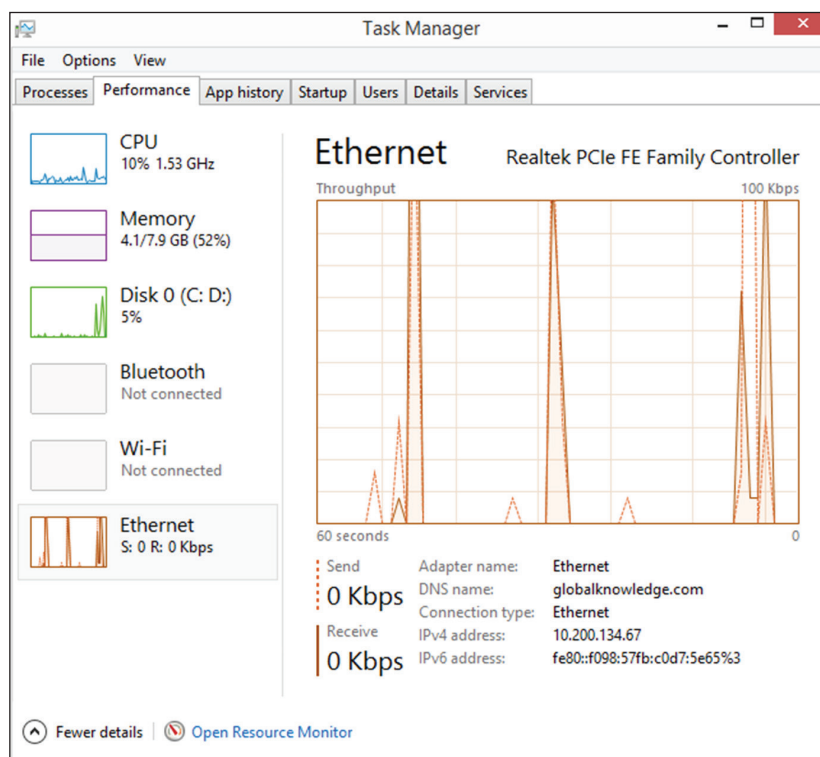 Task Manager
File Options View
Processes Performance App history Startup Users Details Services
CPU
10% 1.53 GHz
Memory
4.1/7.9 GB (52%)
Disk 0 (C: D:)
5%
Bluetooth
Not connected
Wi-Fi
Not connected
Ethernet
S: 0 R: 0 Kbps
Ethernet Realtek PCIe FE Family Controller
Throughput 100 Kbps
60 seconds 0
Send
0 Kbps
Receive
0 Kbps
Adapter name: Ethernet
DNS name: globalknowledge.com
Connection type: Ethernet
IPv4 address: 10.200.134.67
IPv6 address: fe80::f098:57fb:c0d7:5e65%3
Fewer details Open Resource Monitor